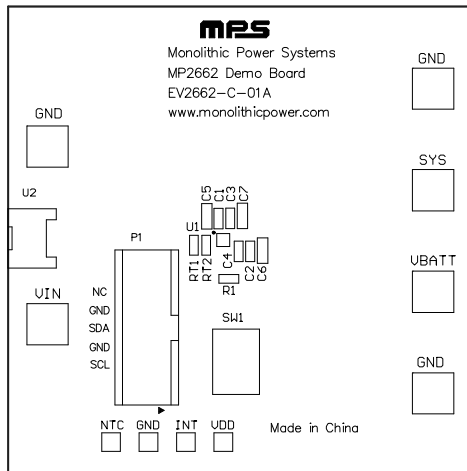 MPS
Monolithic Power Systems
MP2662 Demo Board
EV2662-C-01A
www.monolithicpower.com
GND
GND
SYS
U2
C5
C1
C3
C7
U1
P1
RT1
RT2
C4
C2
C6
R1
VBATT
VIN
NC
GND
SDA
GND
SCL
SW1
GND
NTC GND INT VDD
Made in China